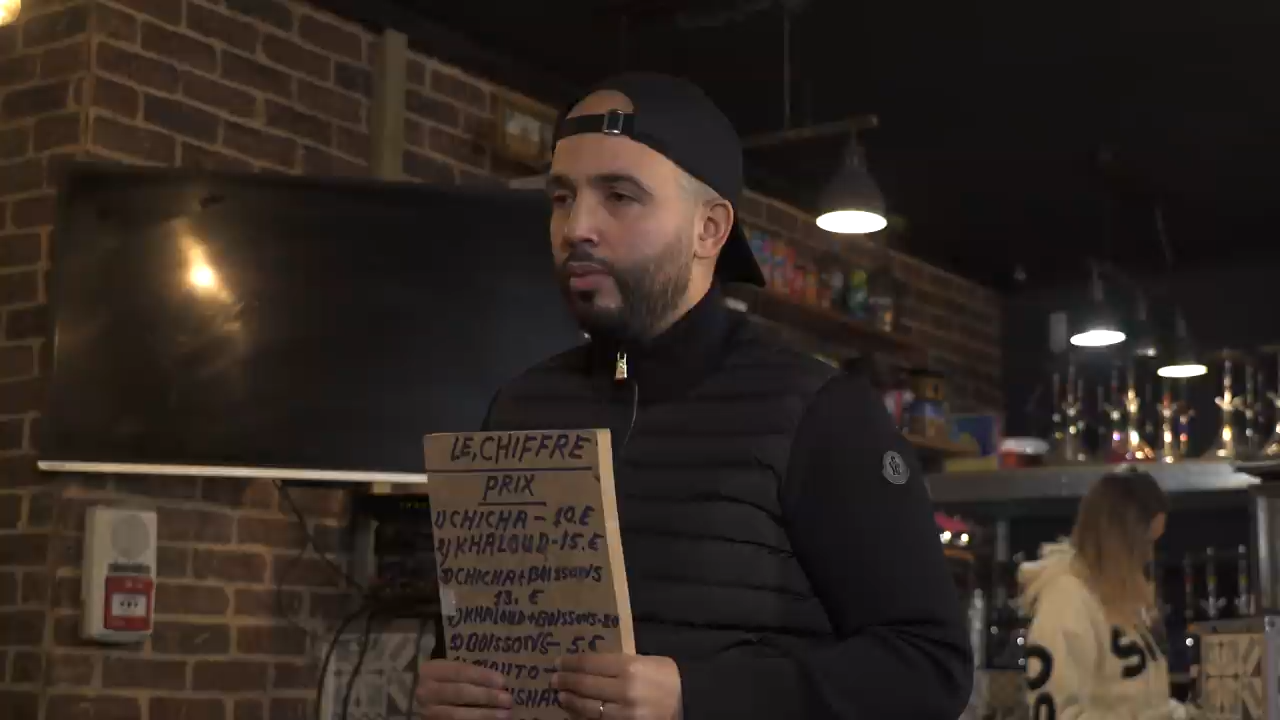 LE, CHIFFRE
PRIX
1) CHICHA - 10.E
2) KHALOUD - 15.E
3) CHICHA + BOISSONS
13. E
4) KHALOUD + BOISSONS - 20
5) BOISSONS - 5.E